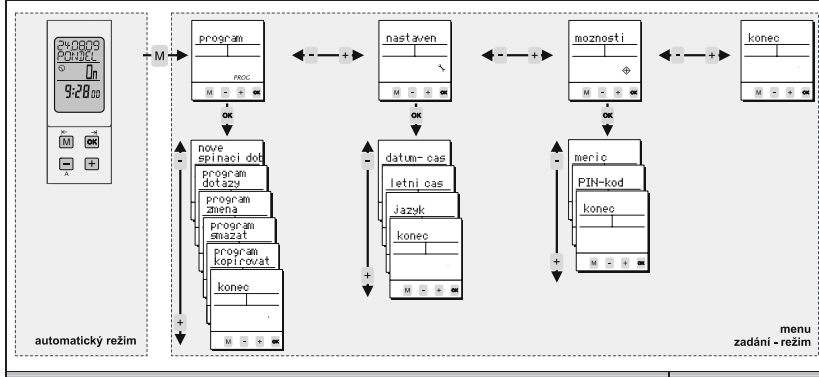 24.08.09
PONDEL
On
9:28 00
M
OK
-
+
A
automatický režim
M
program
PROG
M - + OK
- +
nastaven
M - + OK
- +
moznosti
M - + OK
- +
konec
M - + OK
OK
OK
OK
-
+
nove
spinaci dob
program
dotazy
program
zmena
program
smazat
program
kopirovat
konec
M - + OK
-
+
datum-cas
letni cas
jazyk
konec
M - + OK
-
+
meric
PIN-kod
konec
M - + OK
menu
zadání - režim